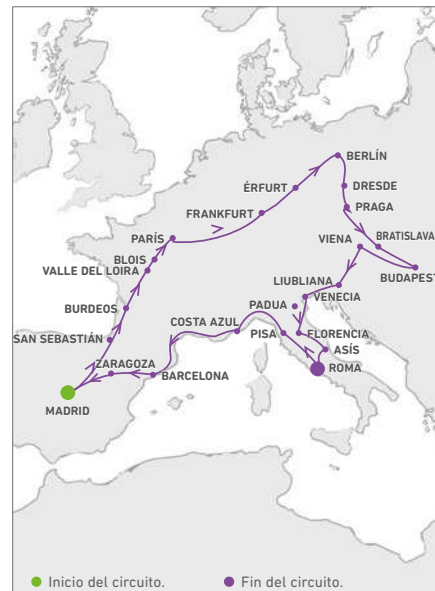 BERLÍN
DRESDE
ÉRFURT
PRAGA
FRANKFURT
PARÍS
VIENA
BRATISLAVA
BLOIS
VALLE DEL LOIRA
BUDAPEST
LIUBLIANA
VENECIA
PADUA
BURDEOS
COSTA AZUL
PISA
FLORENCIA
SAN SEBASTIÁN
ASÍS
ZARAGOZA
ROMA
BARCELONA
MADRID
Inicio del circuito.
Fin del circuito.